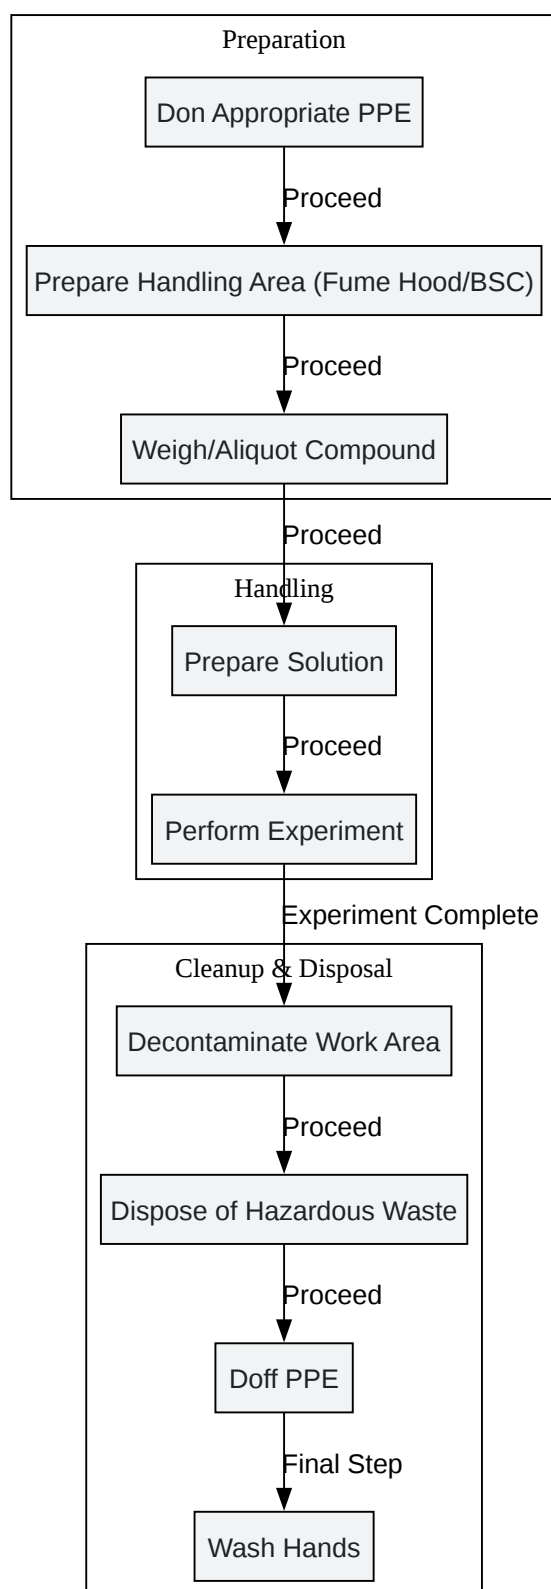 Preparation
Don Appropriate PPE
Proceed
Prepare Handling Area (Fume Hood/BSC)
Proceed
Weigh/Aliquot Compound
Proceed
Handling
Prepare Solution
Proceed
Perform Experiment
Experiment Complete
Cleanup & Disposal
Decontaminate Work Area
Proceed
Dispose of Hazardous Waste
Proceed
Doff PPE
Final Step
Wash Hands